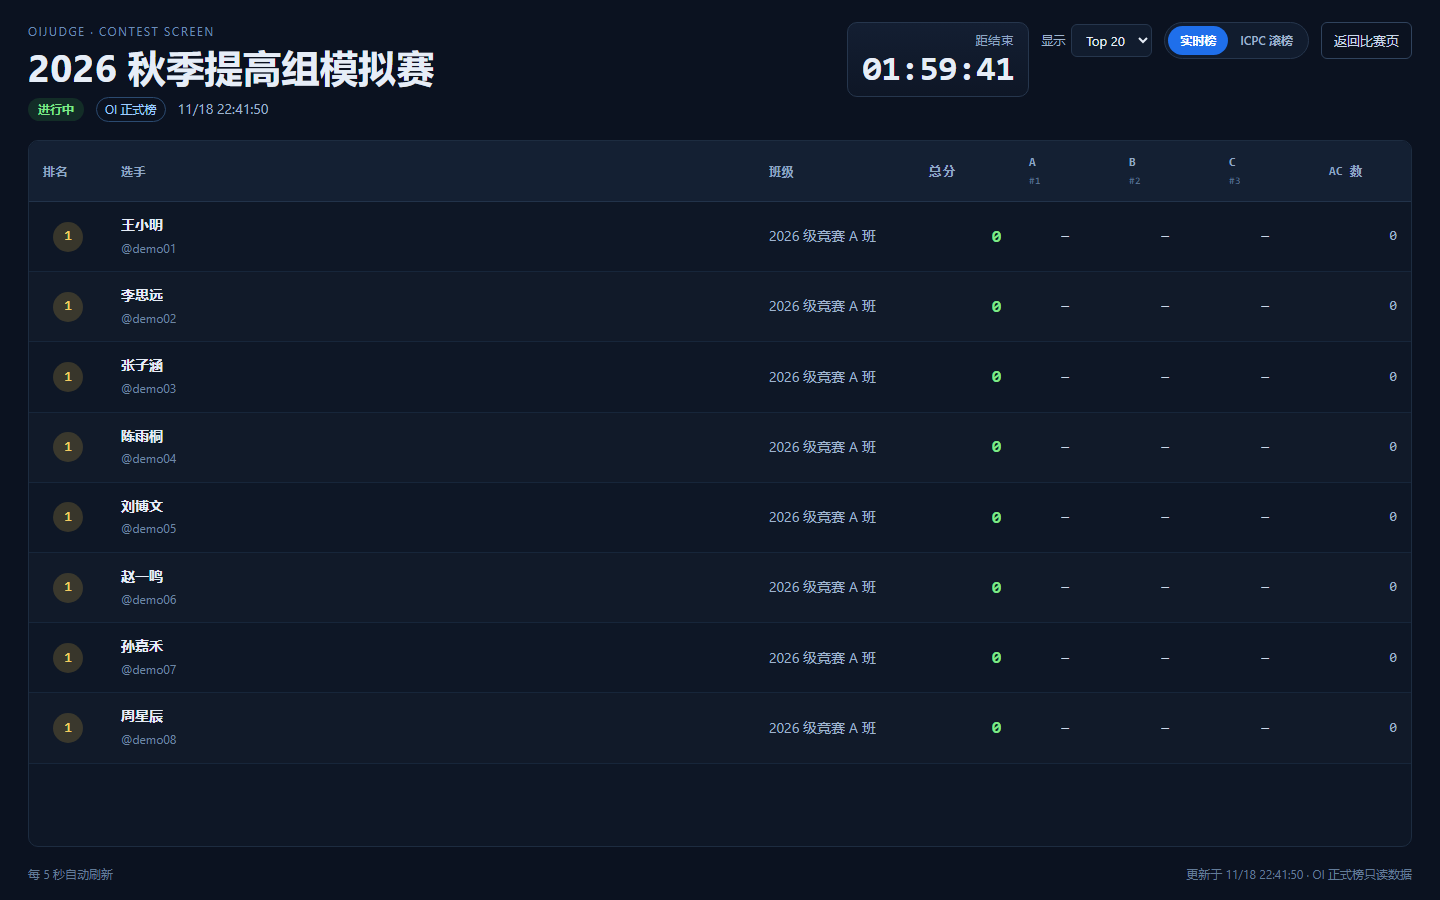 OIJUDGE · CONTEST SCREEN
2026 秋季提高组模拟赛
进行中 OI 正式榜 11/18 22:41:50
距结束
01:59:41
显示 Top 20 实时榜 ICPC 滚榜 返回比赛页
排名 选手 班级 总分 A B C AC 数
#1 #2 #3
1 王小明 2026 级竞赛 A 班 0 — — — 0
@demo01
1 李思远 2026 级竞赛 A 班 0 — — — 0
@demo02
1 张子涵 2026 级竞赛 A 班 0 — — — 0
@demo03
1 陈雨桐 2026 级竞赛 A 班 0 — — — 0
@demo04
1 刘博文 2026 级竞赛 A 班 0 — — — 0
@demo05
1 赵一鸣 2026 级竞赛 A 班 0 — — — 0
@demo06
1 孙嘉禾 2026 级竞赛 A 班 0 — — — 0
@demo07
1 周星辰 2026 级竞赛 A 班 0 — — — 0
@demo08
每 5 秒自动刷新
更新于 11/18 22:41:50 · OI 正式榜只读数据